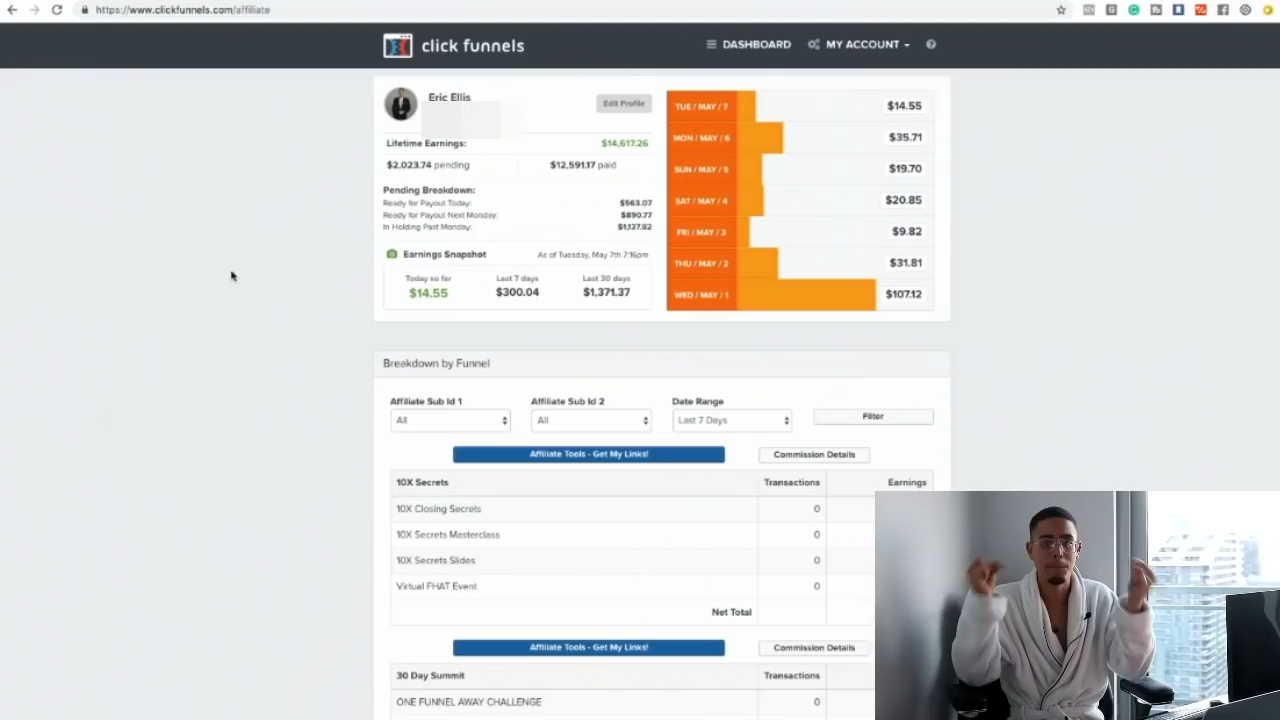 https://www.clickfunnels.com/affiliate
click funnels
DASHBOARD
MY ACCOUNT
Eric Ellis
Edit Profile
Lifetime Earnings: $14,617.26
$2,023.74 pending $12,591.17 paid
Pending Breakdown:
Ready for Payout Today: $563.07
Ready for Payout Next Monday: $890.77
In Holding Past Monday: $1,137.82
Earnings Snapshot As of Tuesday, May 7th 7:16pm
Today so far Last 7 days Last 30 days
$14.55 $300.04 $1,371.37
TUE / MAY / 7 $14.55
MON / MAY / 6 $35.71
SUN / MAY / 5 $19.70
SAT / MAY / 4 $20.85
FRI / MAY / 3 $9.82
THU / MAY / 2 $31.81
WED / MAY / 1 $107.12
Breakdown by Funnel
Affiliate Sub Id 1 Affiliate Sub Id 2 Date Range
All All Last 7 Days Filter
Affiliate Tools - Get My Links! Commission Details
10X Secrets Transactions Earnings
10X Closing Secrets 0
10X Secrets Masterclass 0
10X Secrets Slides 0
Virtual FHAT Event 0
Net Total
Affiliate Tools - Get My Links! Commission Details
30 Day Summit Transactions
ONE FUNNEL AWAY CHALLENGE 0